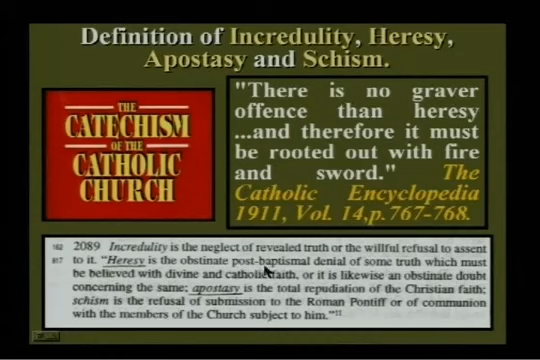 Definition of Incredulity, Heresy,
Apostasy and Schism.
THE
CATECHISM
OF THE
CATHOLIC
CHURCH
"There is no graver
offence than heresy
...and therefore it must
be rooted out with fire
and sword." The
Catholic Encyclopedia
1911, Vol. 14,p.767-768.
162 2089 Incredulity is the neglect of revealed truth or the willful refusal to assent
817 to it. "Heresy is the obstinate post-baptismal denial of some truth which must
be believed with divine and catholic faith, or it is likewise an obstinate doubt
concerning the same; apostasy is the total repudiation of the Christian faith;
schism is the refusal of submission to the Roman Pontiff or of communion
with the members of the Church subject to him."11